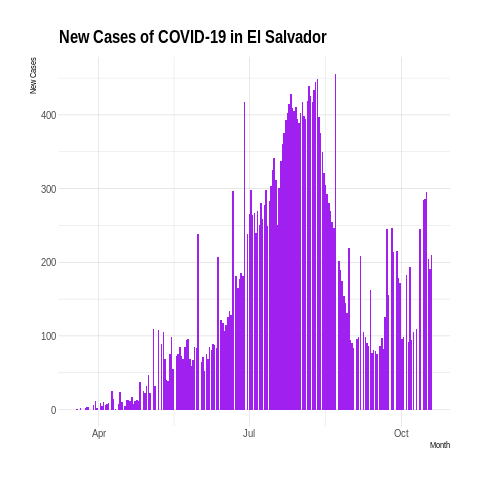 New Cases of COVID-19 in El Salvador
New Cases
400
300
200
100
0
Apr
Jul
Oct
Month